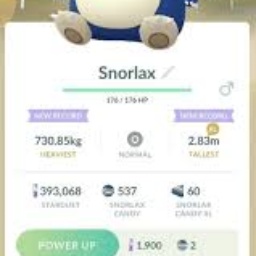 Snorlax
176 / 176 HP
NEW RECORD NEW RECORD
XL
730.85kg 2.83m
HEAVIEST NORMAL TALLEST
393,068 537 60
STARDUST SNORLAX CANDY SNORLAX CANDY XL
POWER UP 1,900 2